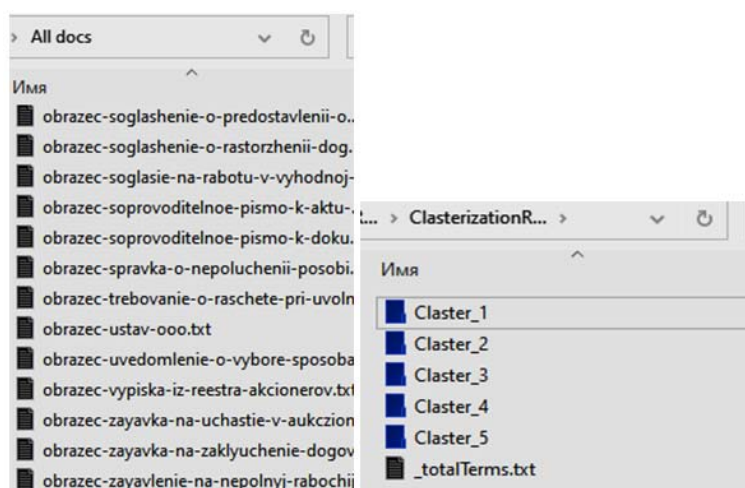 > All docs
Имя
obrazec-soglashenie-o-predostavlenii-o..
obrazec-soglashenie-o-rastorzhenii-dog.
obrazec-soglasie-na-rabotu-v-vyhodnoj-
obrazec-soprovoditelnoe-pismo-k-aktu-.
obrazec-soprovoditelnoe-pismo-k-doku.
obrazec-spravka-o-nepoluchenii-posobi.
obrazec-trebovanie-o-raschete-pri-uvoln
obrazec-ustav-ooo.txt
obrazec-uvedomlenie-o-vybore-sposoba
obrazec-vypiska-iz-reestra-akcionerov.txt
obrazec-zayavka-na-uchastie-v-aukczion
obrazec-zayavka-na-zaklyuchenie-dogov
obrazec-zayavlenie-na-nepolnyj-rabochij
... > ClasterizationR... >
Имя
Claster_1
Claster_2
Claster_3
Claster_4
Claster_5
_totalTerms.txt